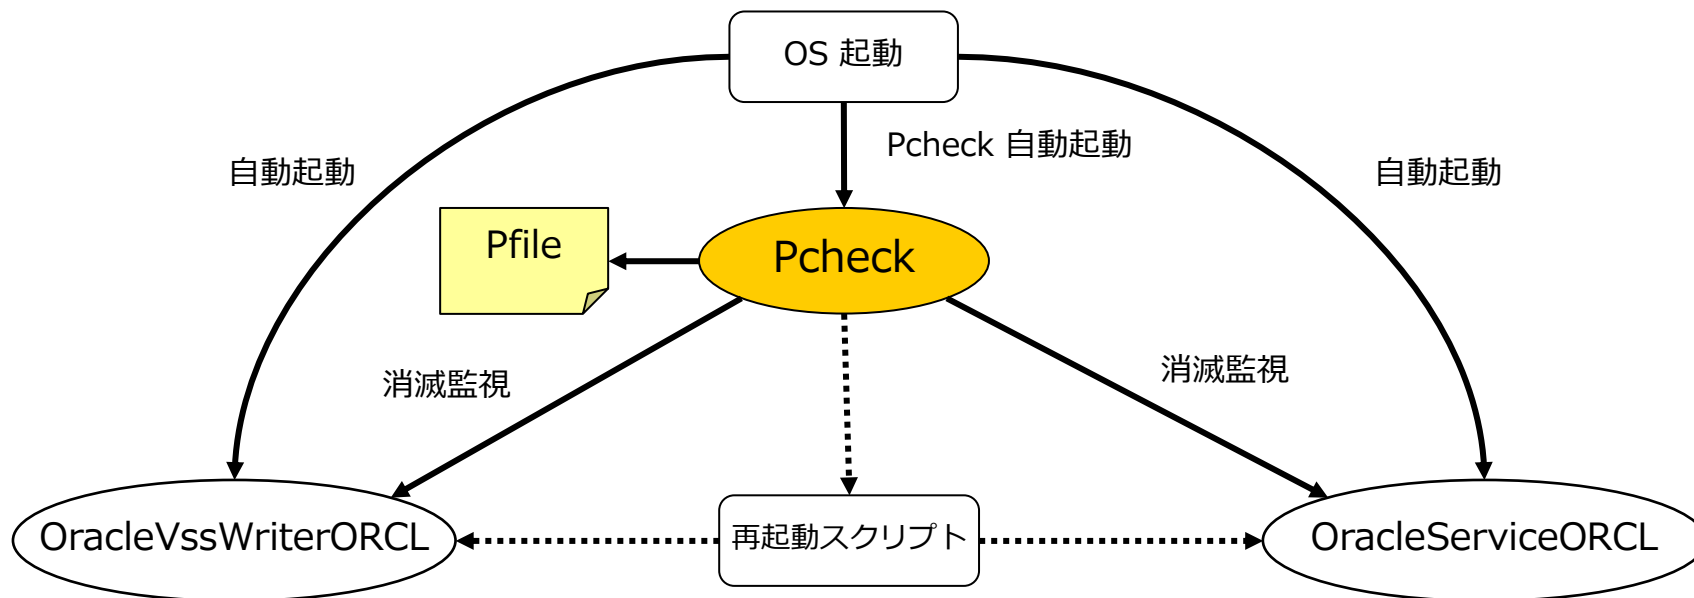 OS 起動
Pcheck 自動起動
自動起動
自動起動
Pfile
Pcheck
消滅監視
消滅監視
OracleVssWriterORCL
再起動スクリプト
OracleServiceORCL